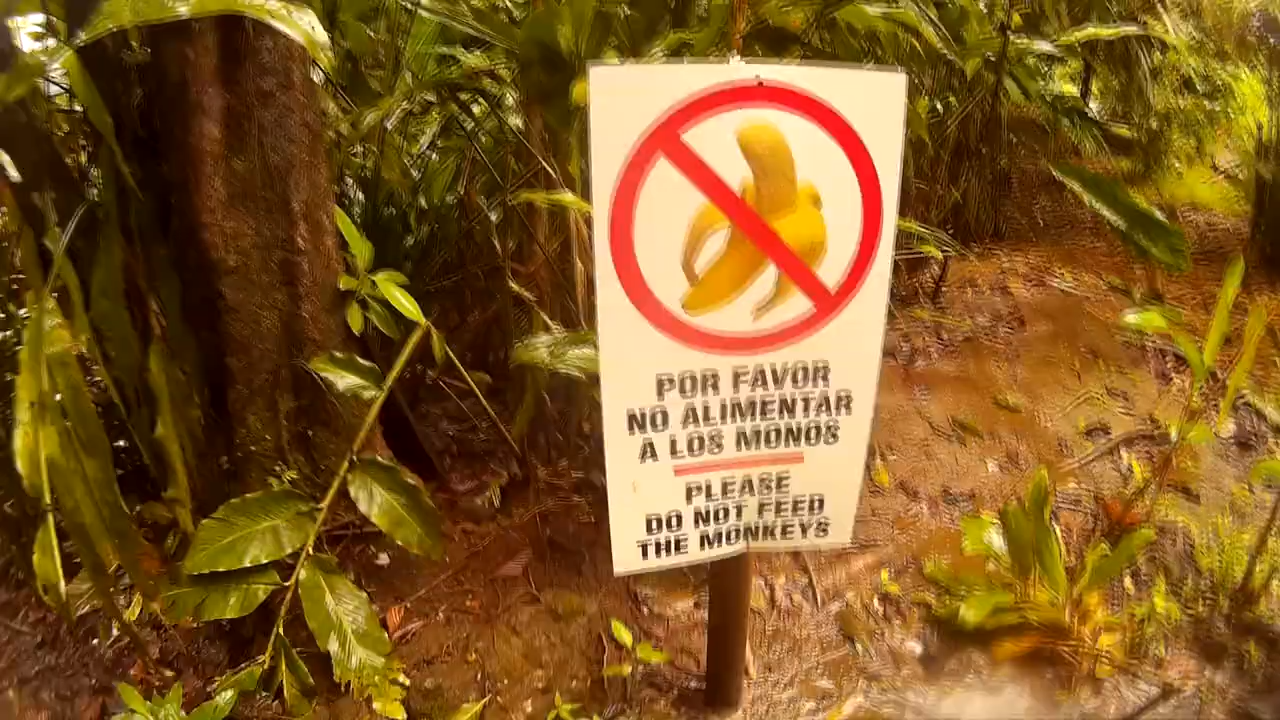 POR FAVOR
NO ALIMENTAR
A LOS MONOS
PLEASE
DO NOT FEED
THE MONKEYS